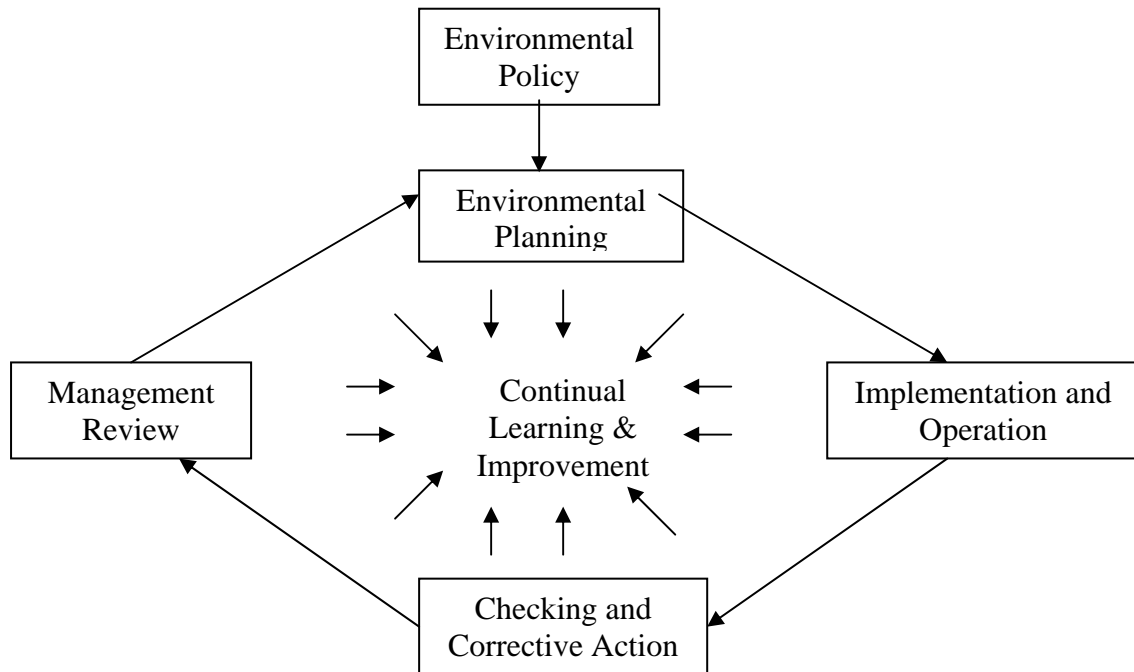 Environmental
Policy
Environmental
Planning
Management
Review
Continual
Learning &
Improvement
Implementation and
Operation
Checking and
Corrective Action